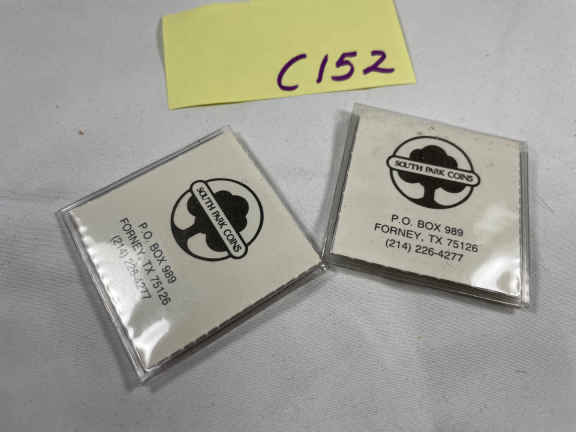 C152
SOUTH PARK COINS
P.O. BOX 989
FORNEY, TX 75126
(214) 226-4277
SOUTH PARK COINS
P.O. BOX 989
FORNEY, TX 75126
(214) 226-4277